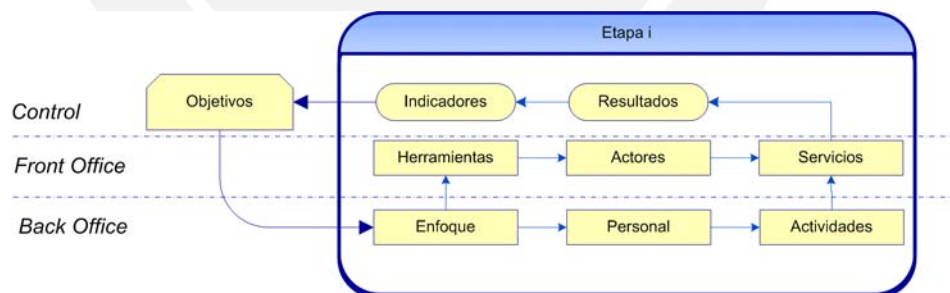 Etapa i
Control
Objetivos
Indicadores
Resultados
Front Office
Herramientas
Actores
Servicios
Back Office
Enfoque
Personal
Actividades